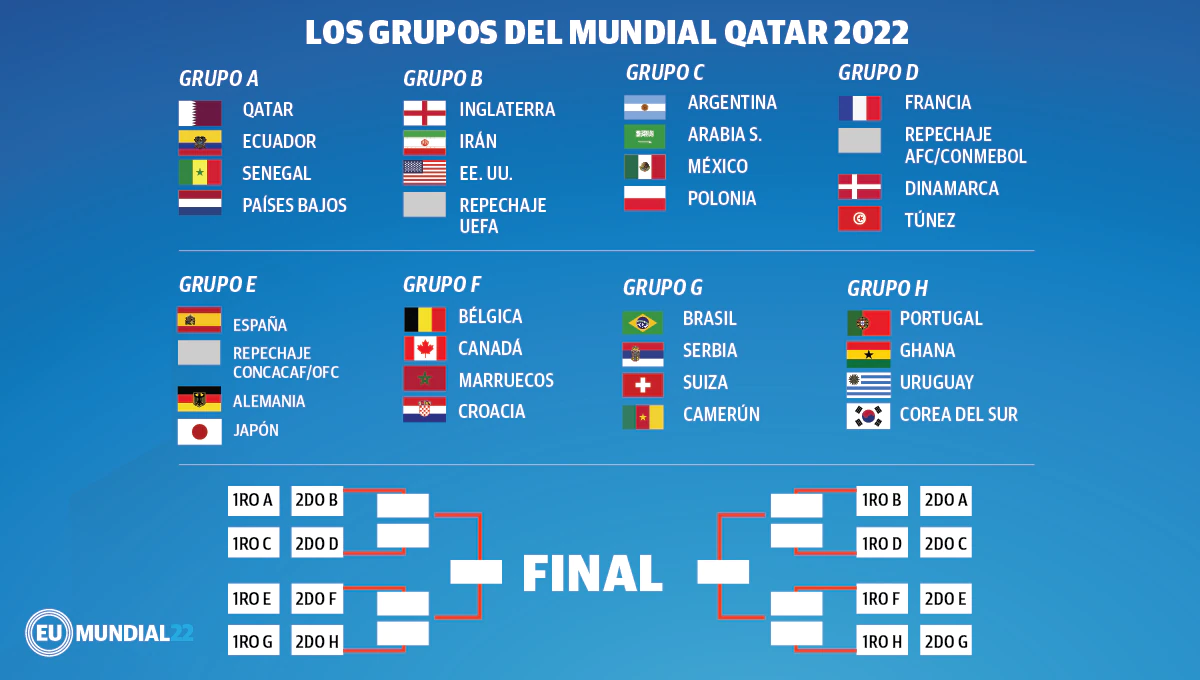 LOS GRUPOS DEL MUNDIAL QATAR 2022
GRUPO A
QATAR
ECUADOR
SENEGAL
PAÍSES BAJOS
GRUPO B
INGLATERRA
IRÁN
EE. UU.
REPECHAJE
UEFA
GRUPO C
ARGENTINA
ARABIA S.
MÉXICO
POLONIA
GRUPO D
FRANCIA
REPECHAJE
AFC/CONMEBOL
DINAMARCA
TÚNEZ
GRUPO E
ESPAÑA
REPECHAJE
CONCACAF/OFC
ALEMANIA
JAPÓN
GRUPO F
BÉLGICA
CANADÁ
MARRUECOS
CROACIA
GRUPO G
BRASIL
SERBIA
SUIZA
CAMERÚN
GRUPO H
PORTUGAL
GHANA
URUGUAY
COREA DEL SUR
1RO A 2DO B
1RO C 2DO D
1RO E 2DO F
1RO G 2DO H
FINAL
1RO B 2DO A
1RO D 2DO C
1RO F 2DO E
1RO H 2DO G
EU MUNDIAL22